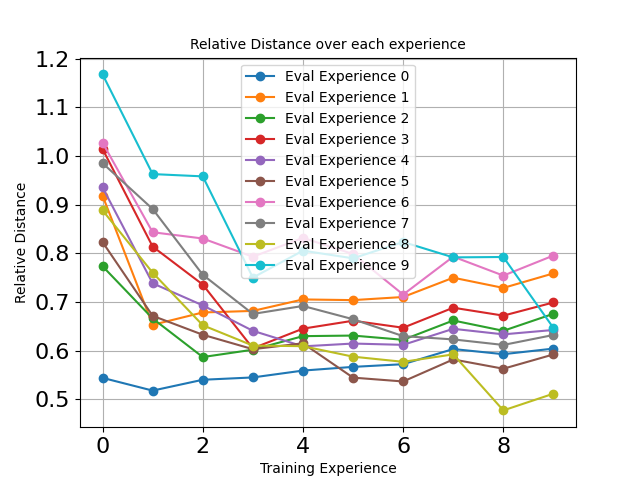 Relative Distance over each experience
1.2
1.1
1.0
0.9
0.8
0.7
0.6
0.5
Relative Distance
Eval Experience 0
Eval Experience 1
Eval Experience 2
Eval Experience 3
Eval Experience 4
Eval Experience 5
Eval Experience 6
Eval Experience 7
Eval Experience 8
Eval Experience 9
0 2 4 6 8
Training Experience